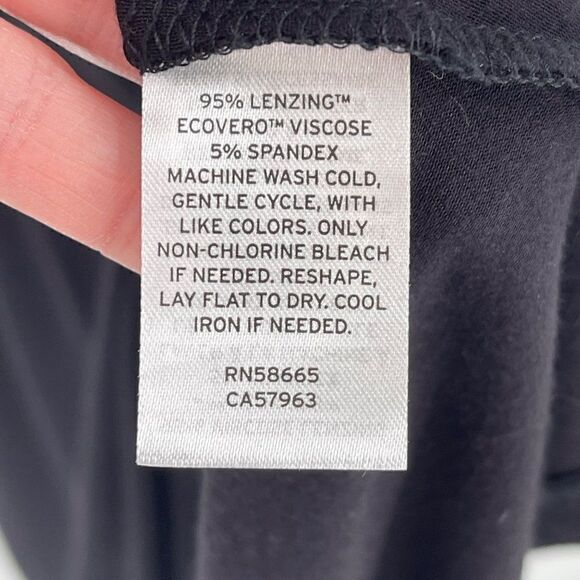 95% LENZING™
ECOVERO™ VISCOSE
5% SPANDEX
MACHINE WASH COLD,
GENTLE CYCLE, WITH
LIKE COLORS. ONLY
NON-CHLORINE BLEACH
IF NEEDED. RESHAPE,
LAY FLAT TO DRY. COOL
IRON IF NEEDED.
RN58665
CA57963